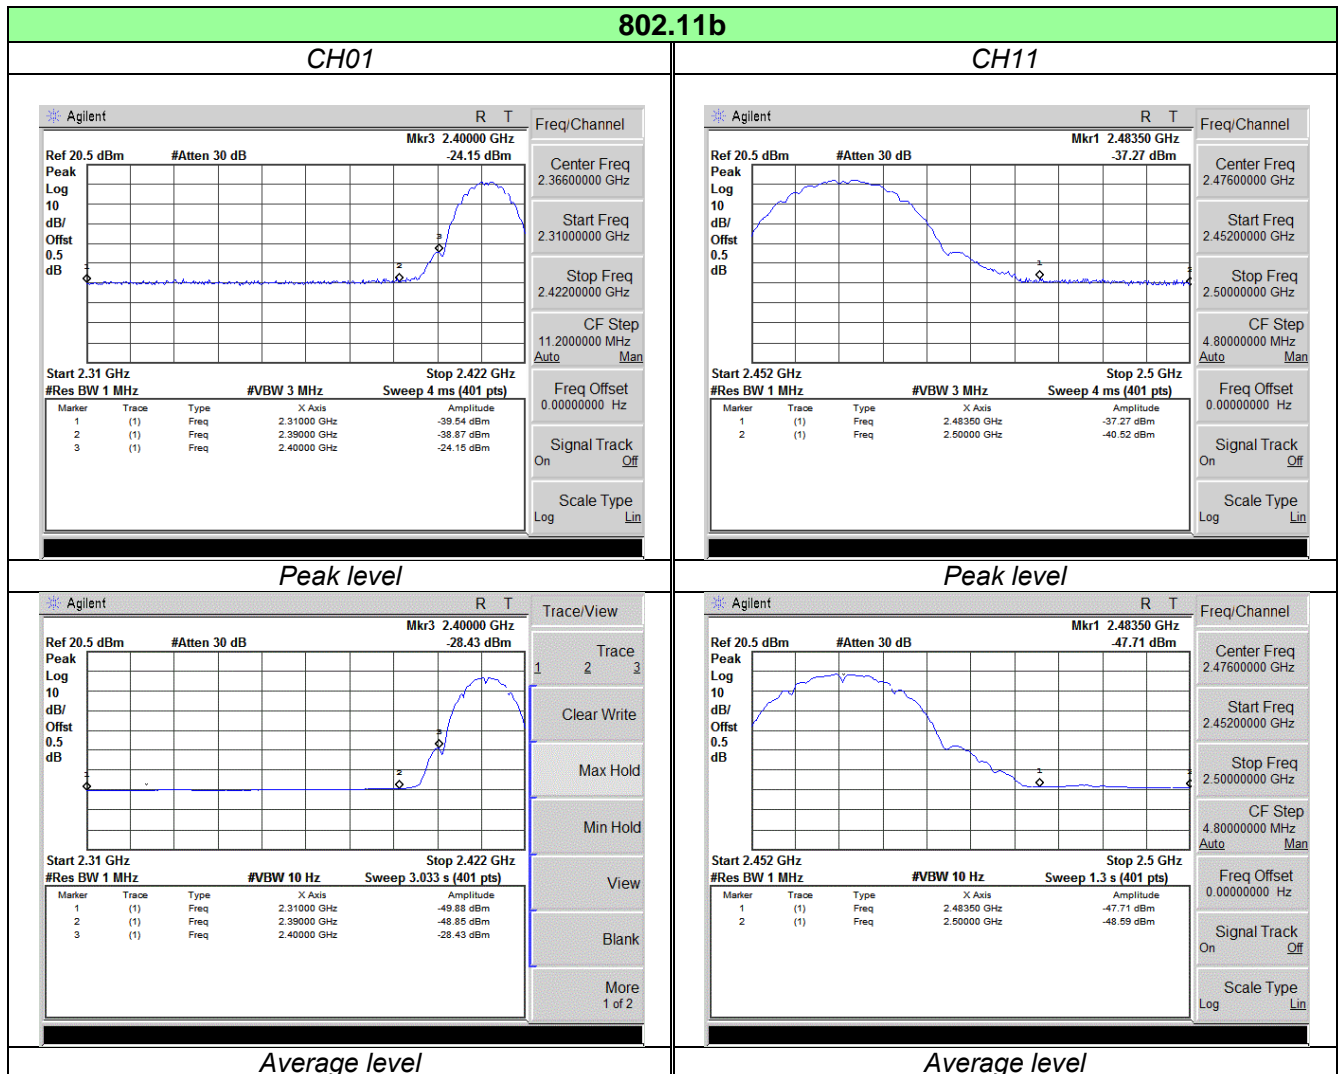 802.11b
CH01 CH11
Agilent R T Freq/Channel
Mkr3 2.40000 GHz
Ref 20.5 dBm #Atten 30 dB -24.15 dBm
Peak
Log
10
dB/
Offst
0.5
dB
1
2
3
Center Freq
2.36600000 GHz
Start Freq
2.31000000 GHz
Stop Freq
2.42200000 GHz
CF Step
11.2000000 MHz
Auto Man
Freq Offset
0.00000000 Hz
Signal Track
On Off
Scale Type
Log Lin
Start 2.31 GHz Stop 2.422 GHz
#Res BW 1 MHz #VBW 3 MHz Sweep 4 ms (401 pts)
Marker Trace Type X Axis Amplitude
1 (1) Freq 2.31000 GHz -39.54 dBm
2 (1) Freq 2.39000 GHz -38.87 dBm
3 (1) Freq 2.40000 GHz -24.15 dBm
Agilent R T Freq/Channel
Mkr1 2.48350 GHz
Ref 20.5 dBm #Atten 30 dB -37.27 dBm
Peak
Log
10
dB/
Offst
0.5
dB
1
2
Center Freq
2.47600000 GHz
Start Freq
2.45200000 GHz
Stop Freq
2.50000000 GHz
CF Step
4.80000000 MHz
Auto Man
Freq Offset
0.00000000 Hz
Signal Track
On Off
Scale Type
Log Lin
Start 2.452 GHz Stop 2.5 GHz
#Res BW 1 MHz #VBW 3 MHz Sweep 4 ms (401 pts)
Marker Trace Type X Axis Amplitude
1 (1) Freq 2.48350 GHz -37.27 dBm
2 (1) Freq 2.50000 GHz -40.52 dBm
Peak level Peak level
Agilent R T Trace/View
Mkr3 2.40000 GHz
Ref 20.5 dBm #Atten 30 dB -28.43 dBm
Peak
Log
10
dB/
Offst
0.5
dB
1
2
3
Trace
1 2 3
Clear Write
Max Hold
Min Hold
View
Blank
More
1 of 2
Start 2.31 GHz Stop 2.422 GHz
#Res BW 1 MHz #VBW 10 Hz Sweep 3.033 s (401 pts)
Marker Trace Type X Axis Amplitude
1 (1) Freq 2.31000 GHz -49.88 dBm
2 (1) Freq 2.39000 GHz -48.85 dBm
3 (1) Freq 2.40000 GHz -28.43 dBm
Agilent R T Freq/Channel
Mkr1 2.48350 GHz
Ref 20.5 dBm #Atten 30 dB -47.71 dBm
Peak
Log
10
dB/
Offst
0.5
dB
1
2
Center Freq
2.47600000 GHz
Start Freq
2.45200000 GHz
Stop Freq
2.50000000 GHz
CF Step
4.80000000 MHz
Auto Man
Freq Offset
0.00000000 Hz
Signal Track
On Off
Scale Type
Log Lin
Start 2.452 GHz Stop 2.5 GHz
#Res BW 1 MHz #VBW 10 Hz Sweep 1.3 s (401 pts)
Marker Trace Type X Axis Amplitude
1 (1) Freq 2.48350 GHz -47.71 dBm
2 (1) Freq 2.50000 GHz -48.59 dBm
Average level Average level